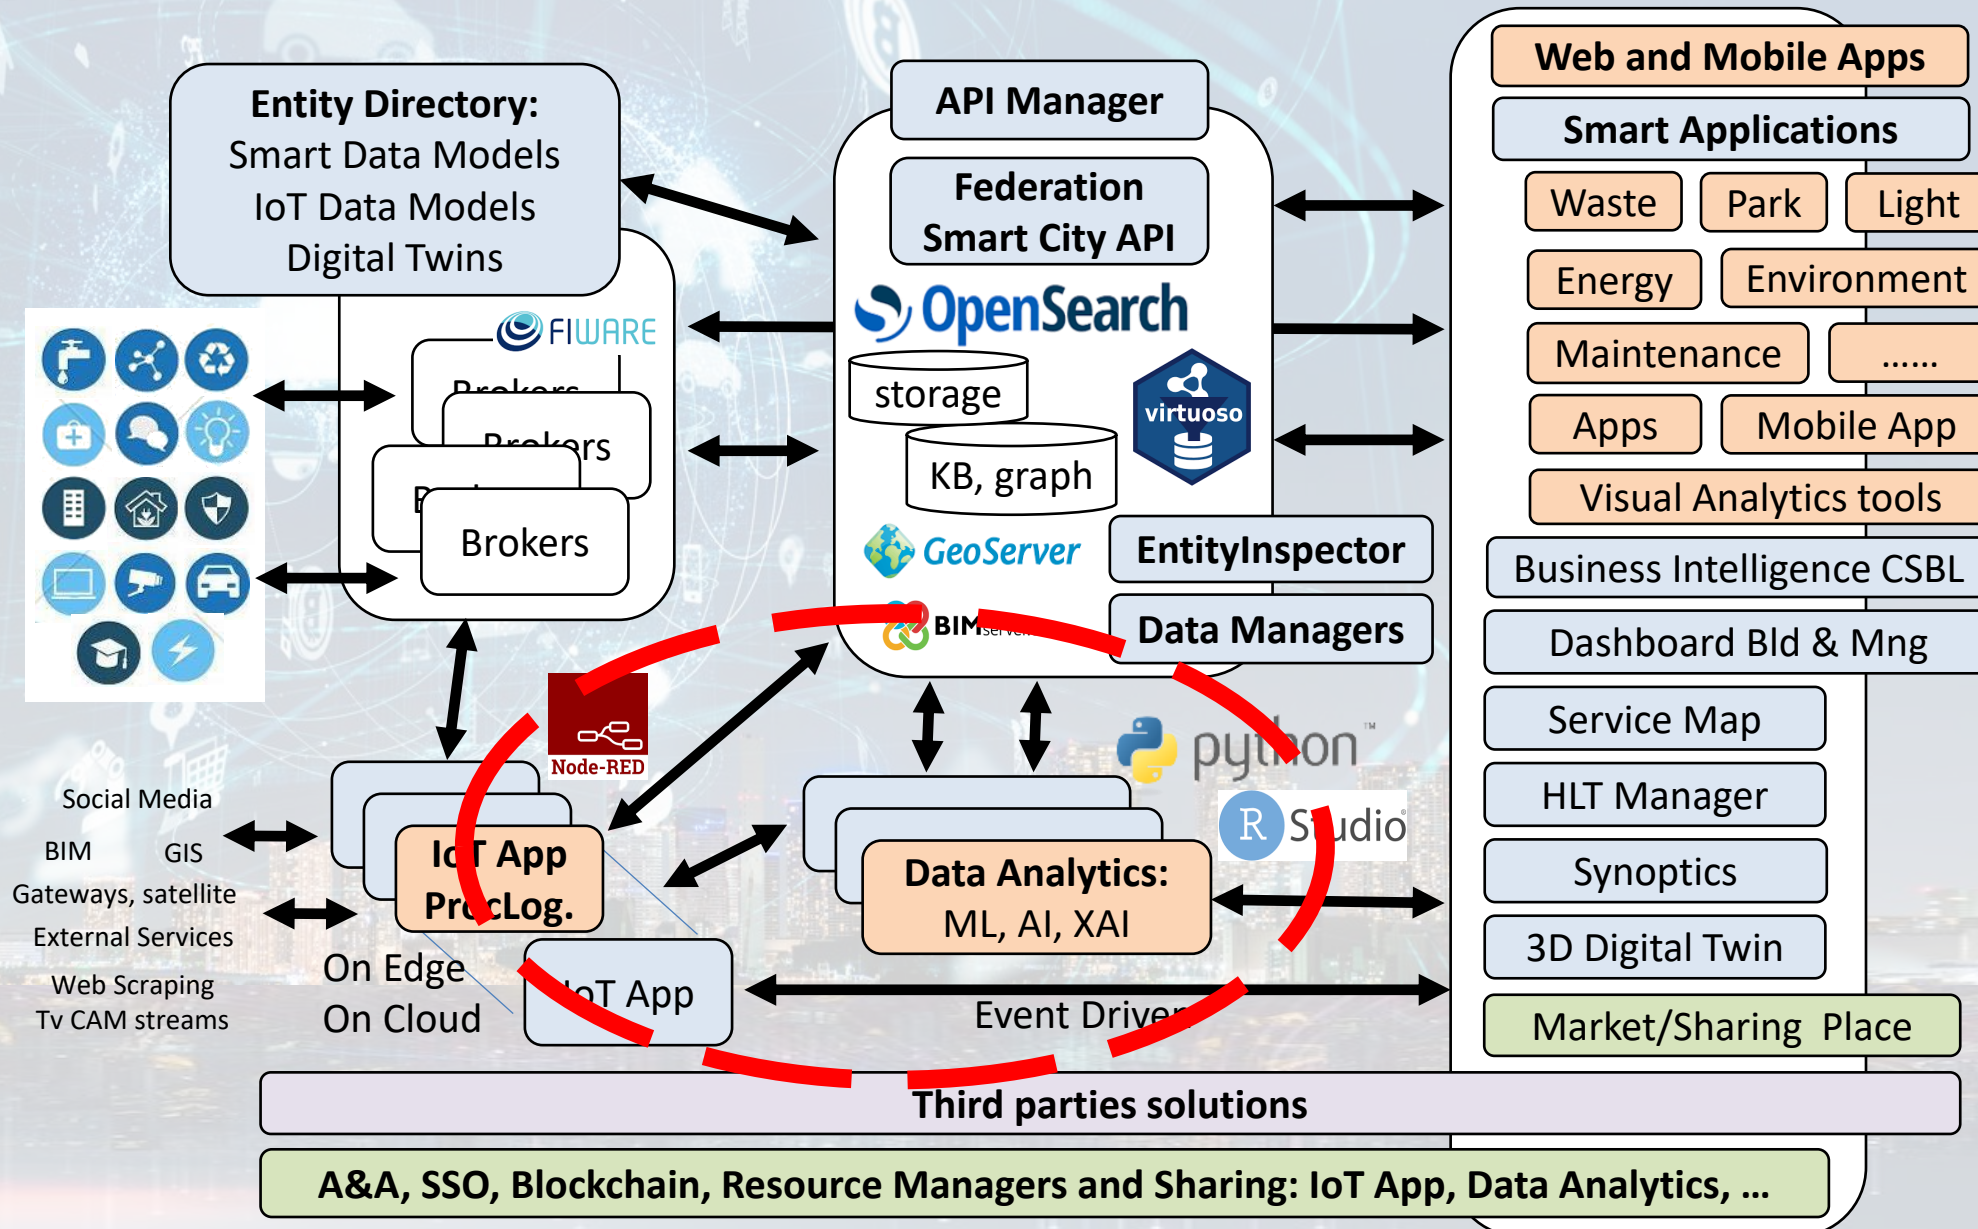 Entity Directory:
Smart Data Models
IoT Data Models
Digital Twins
FIWARE
Brokers
Brokers
Brokers
API Manager
Federation
Smart City API
OpenSearch
storage
virtuoso
KB, graph
GeoServer
EntityInspector
BIM
Data Managers
Node-RED
python™
R Studio
Social Media
BIM
GIS
Gateways, satellite
External Services
Web Scraping
Tv CAM streams
IoT App
ProcLog.
On Edge
On Cloud
IoT App
Data Analytics:
ML, AI, XAI
Event Driven
Web and Mobile Apps
Smart Applications
Waste
Park
Light
Energy
Environment
Maintenance
......
Apps
Mobile App
Visual Analytics tools
Business Intelligence CSBL
Dashboard Bld & Mng
Service Map
HLT Manager
Synoptics
3D Digital Twin
Market/Sharing Place
Third parties solutions
A&A, SSO, Blockchain, Resource Managers and Sharing: IoT App, Data Analytics, ...